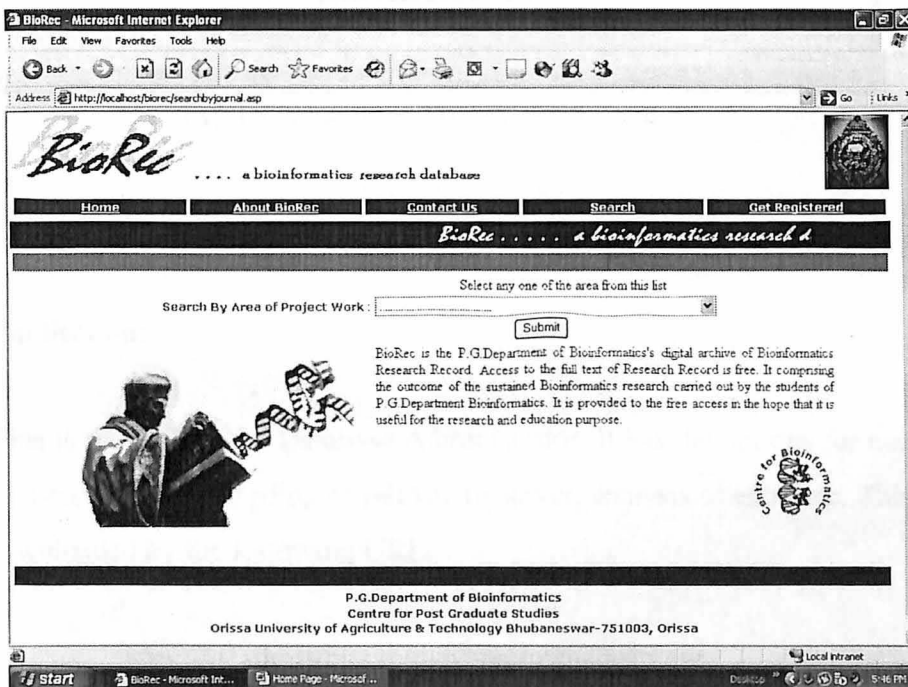 BioRec - Microsoft Internet Explorer
File Edit View Favorites Tools Help
Back Search Favorites
Address http://localhost/biorec/searchbyjournal.asp Go Links
BioRec .... a bioinformatics research database
Home About BioRec Contact Us Search Get Registered
BioRec ..... a bioinformatics research d
Select any one of the area from this list
Search By Area of Project Work : ..............................
Submit
BioRec is the P.G.Department of Bioinformatics's digital archive of Bioinformatics
Research Record. Access to the full text of Research Record is free. It comprising
the outcome of the sustained Bioinformatics research carried out by the students of
P.G.Department Bioinformatics. It is provided to the free access in the hope that it is
useful for the research and education purpose.
Centre for Bioinformatics
P.G.Department of Bioinformatics
Centre for Post Graduate Studies
Orissa University of Agriculture & Technology Bhubaneswar-751003, Orissa
Local intranet
start BioRec - Microsoft Int... Home Page - Microsof... Desktop » 5:46 PM